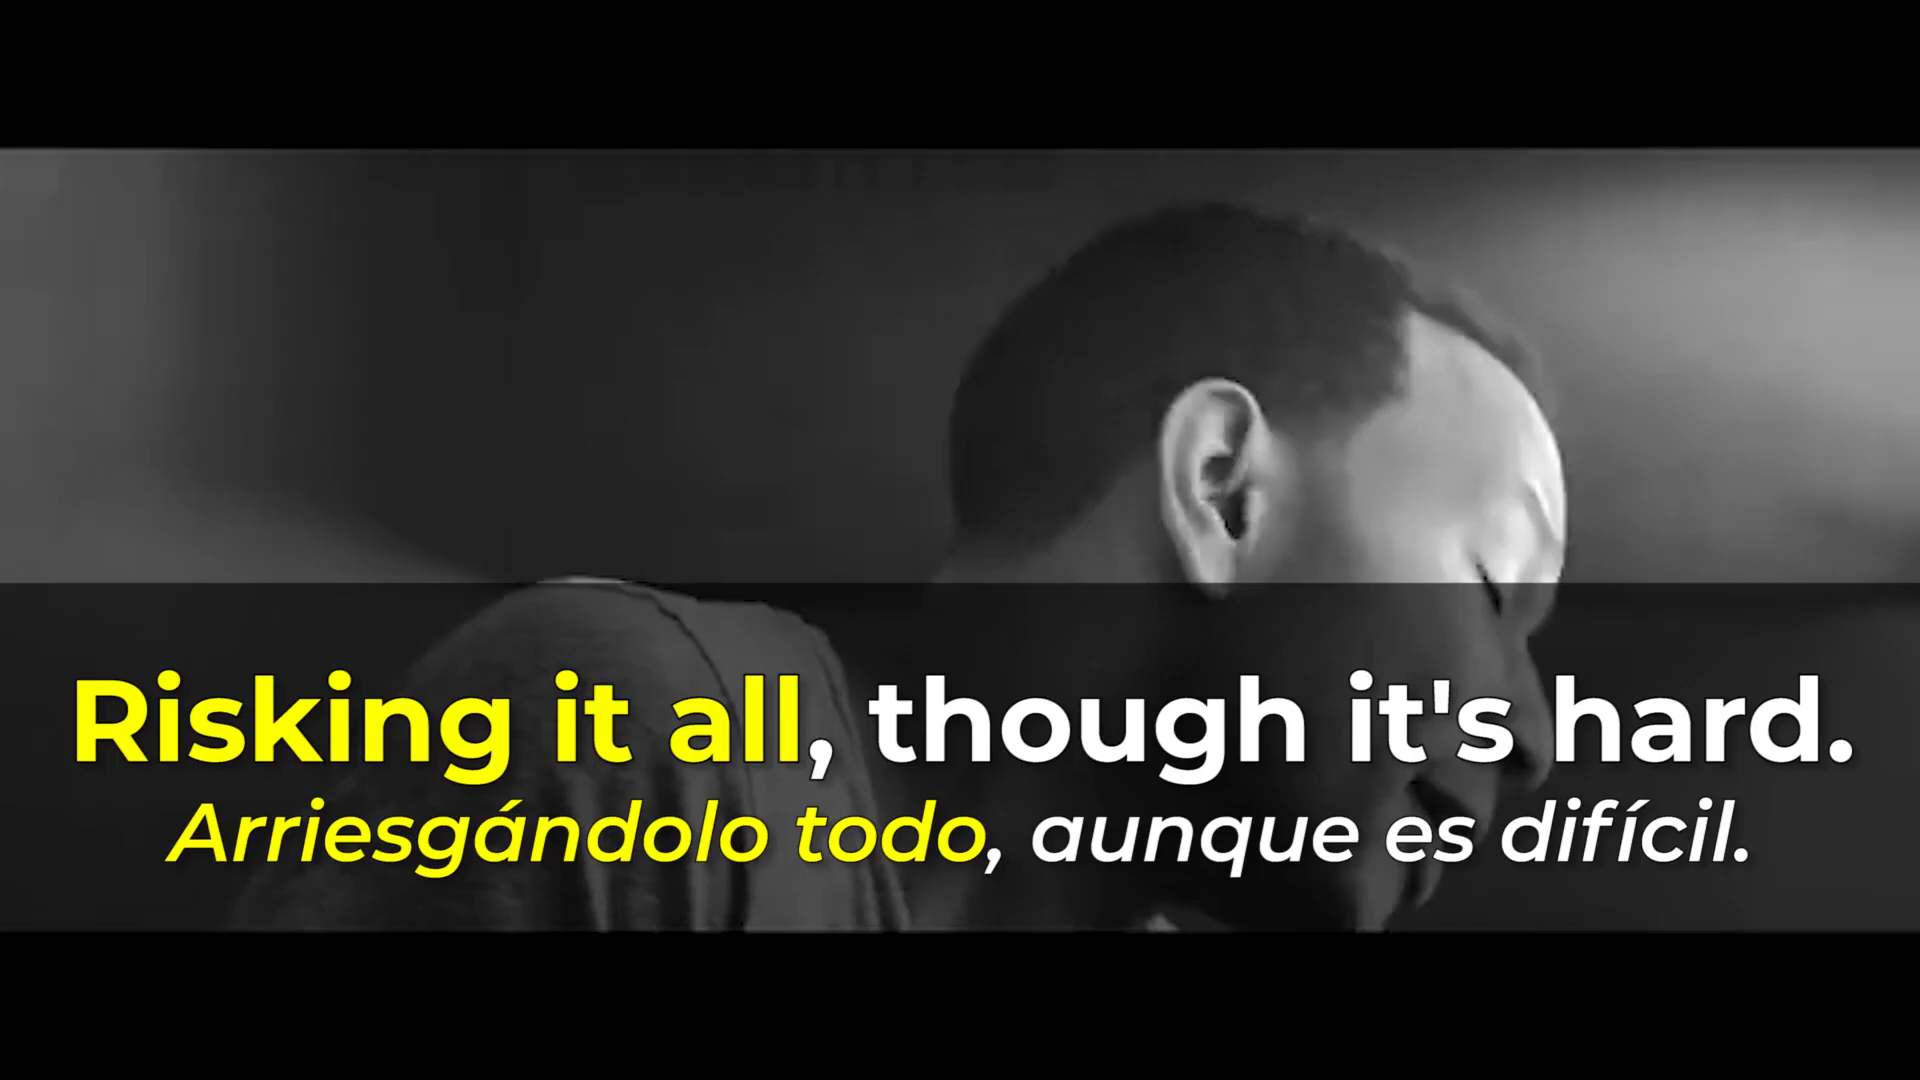 Risking it all, though it's hard.
Arriesgándolo todo, aunque es difícil.